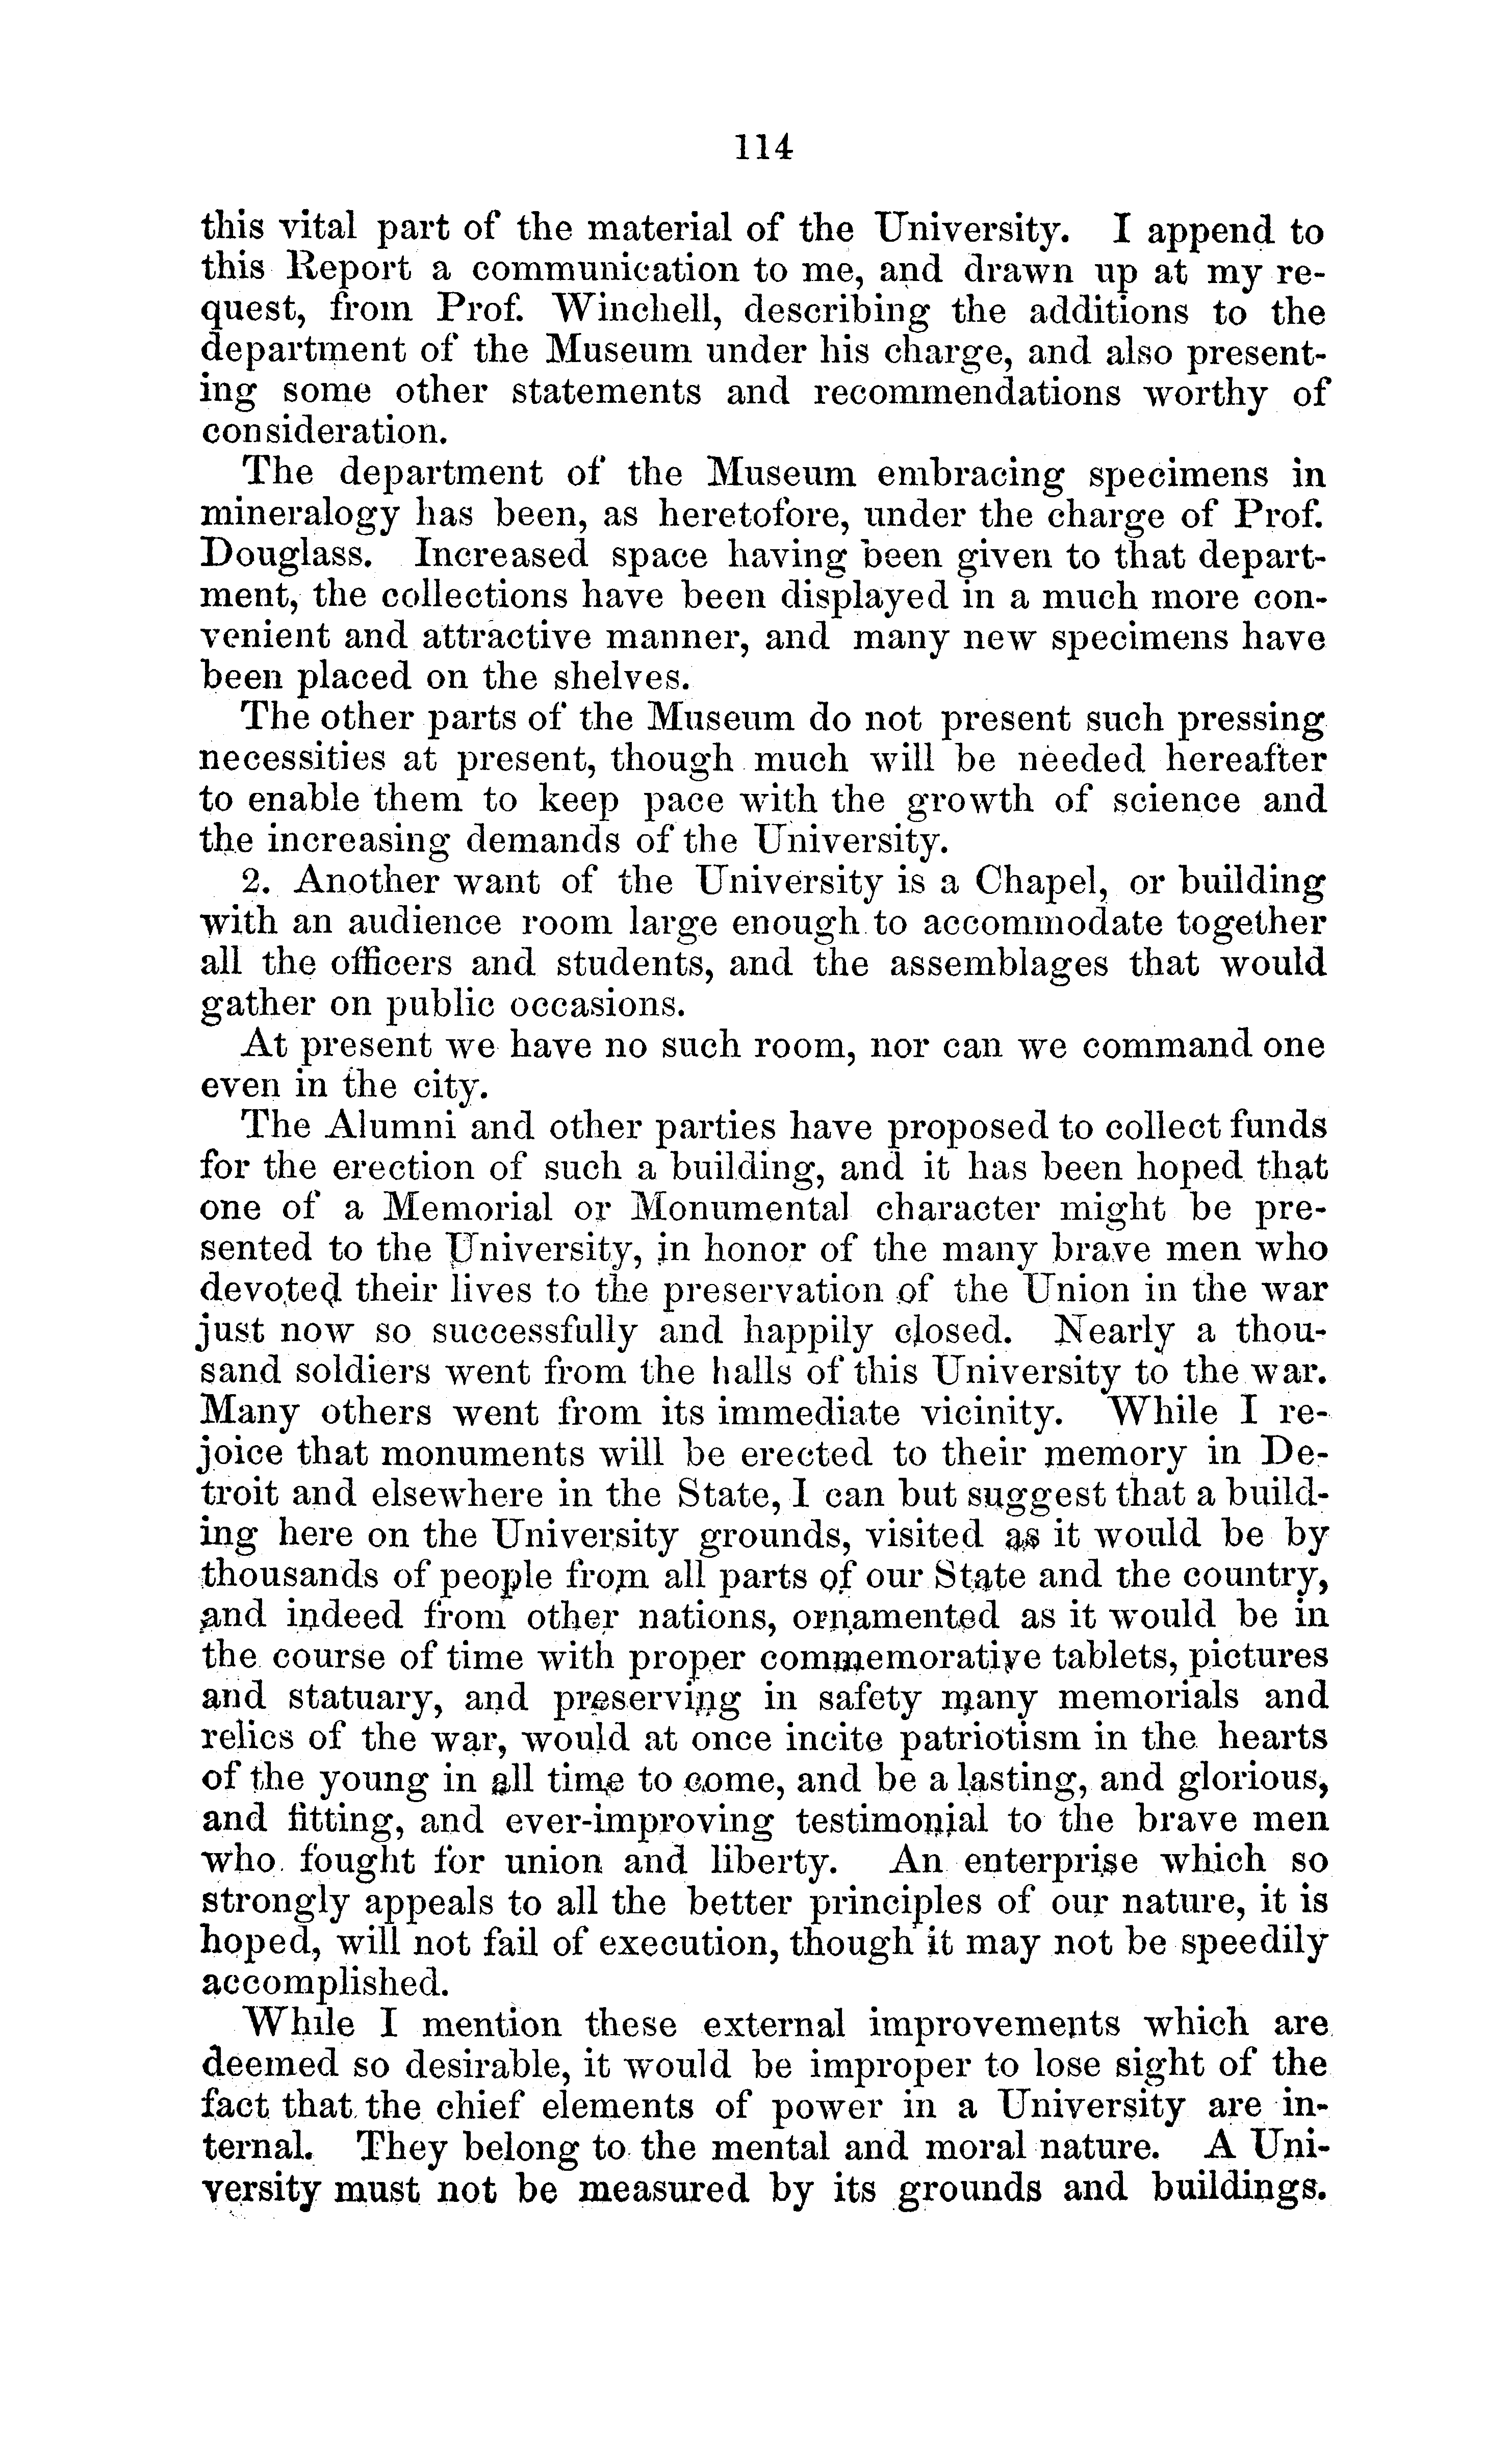 114
this vital part of the material of the University. I append to
this Report a communication to me, and drawn up at my re-
quest, from Prof. Winchell, describing the additions to the
department of the Museum under his charge, and also present-
ing some other statements and recommendations worthy of
consideration.
The department of the Museum embracing specimens in
mineralogy has been, as heretofore, under the charge of Prof.
Douglass. Increased space having been given to that depart-
ment, the collections have been displayed in a much more con-
venient and attractive manner, and many new specimens have
been placed on the shelves.
The other parts of the Museum do not present such pressing
necessities at present, though much will be needed hereafter
to enable them to keep pace with the growth of science and
the increasing demands of the University.
2. Another want of the University is a Chapel, or building
with an audience room large enough to accommodate together
all the officers and students, and the assemblages that would
gather on public occasions.
At present we have no such room, nor can we command one
even in the city.
The Alumni and other parties have proposed to collect funds
for the erection of such a building, and it has been hoped that
one of a Memorial or Monumental character might be pre-
sented to the University, in honor of the many brave men who
devoted their lives to the preservation of the Union in the war
just now so successfully and happily closed. Nearly a thou-
sand soldiers went from the halls of this University to the war.
Many others went from its immediate vicinity. While I re-
joice that monuments will be erected to their memory in De-
troit and elsewhere in the State, I can but suggest that a build-
ing here on the University grounds, visited as it would be by
thousands of people from all parts of our State and the country,
and indeed from other nations, ornamented as it would be in
the course of time with proper commemorative tablets, pictures
and statuary, and preserving in safety many memorials and
relics of the war, would at once incite patriotism in the hearts
of the young in all time to come, and be a lasting, and glorious,
and fitting, and ever-improving testimonial to the brave men
who fought for union and liberty. An enterprise which so
strongly appeals to all the better principles of our nature, it is
hoped, will not fail of execution, though it may not be speedily
accomplished.
While I mention these external improvements which are
deemed so desirable, it would be improper to lose sight of the
fact that the chief elements of power in a University are in-
ternal. They belong to the mental and moral nature. A Uni-
versity must not be measured by its grounds and buildings.